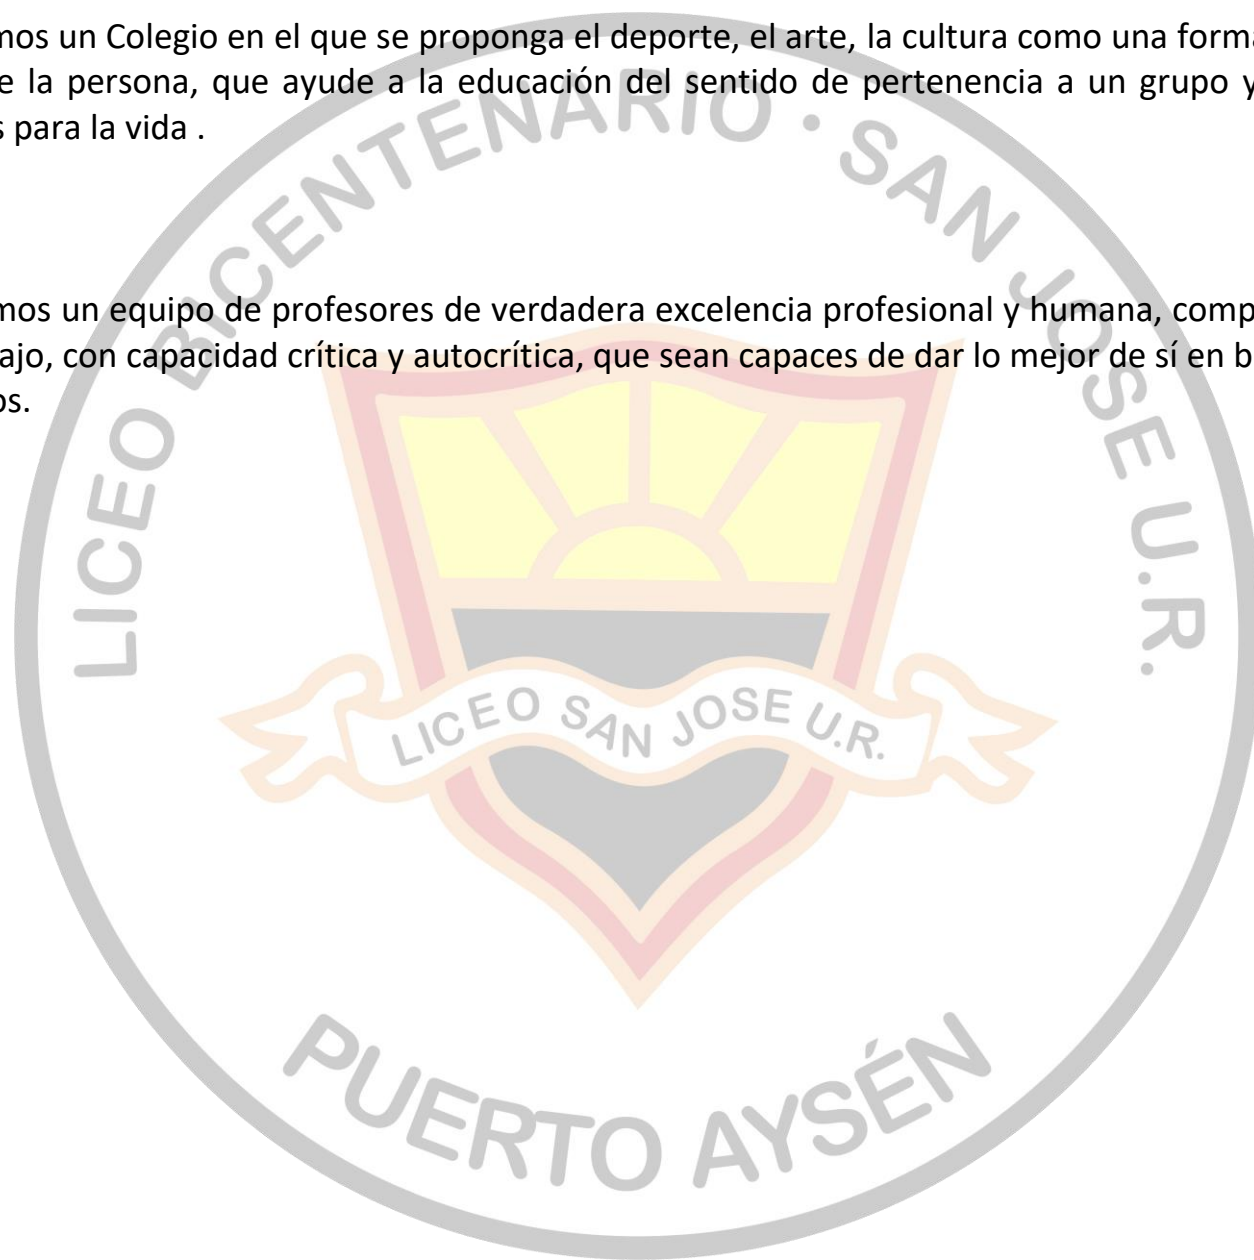 mos un Colegio en el que se proponga el deporte, el arte, la cultura como una forma
e la persona, que ayude a la educación del sentido de pertenencia a un grupo y
s para la vida .
mos un equipo de profesores de verdadera excelencia profesional y humana, comp
ajo, con capacidad crítica y autocrítica, que sean capaces de dar lo mejor de sí en b
os.
LICEO BICENTENARIO · SAN JOSE U.R.
LICEO SAN JOSE U.R.
PUERTO AYSÉN